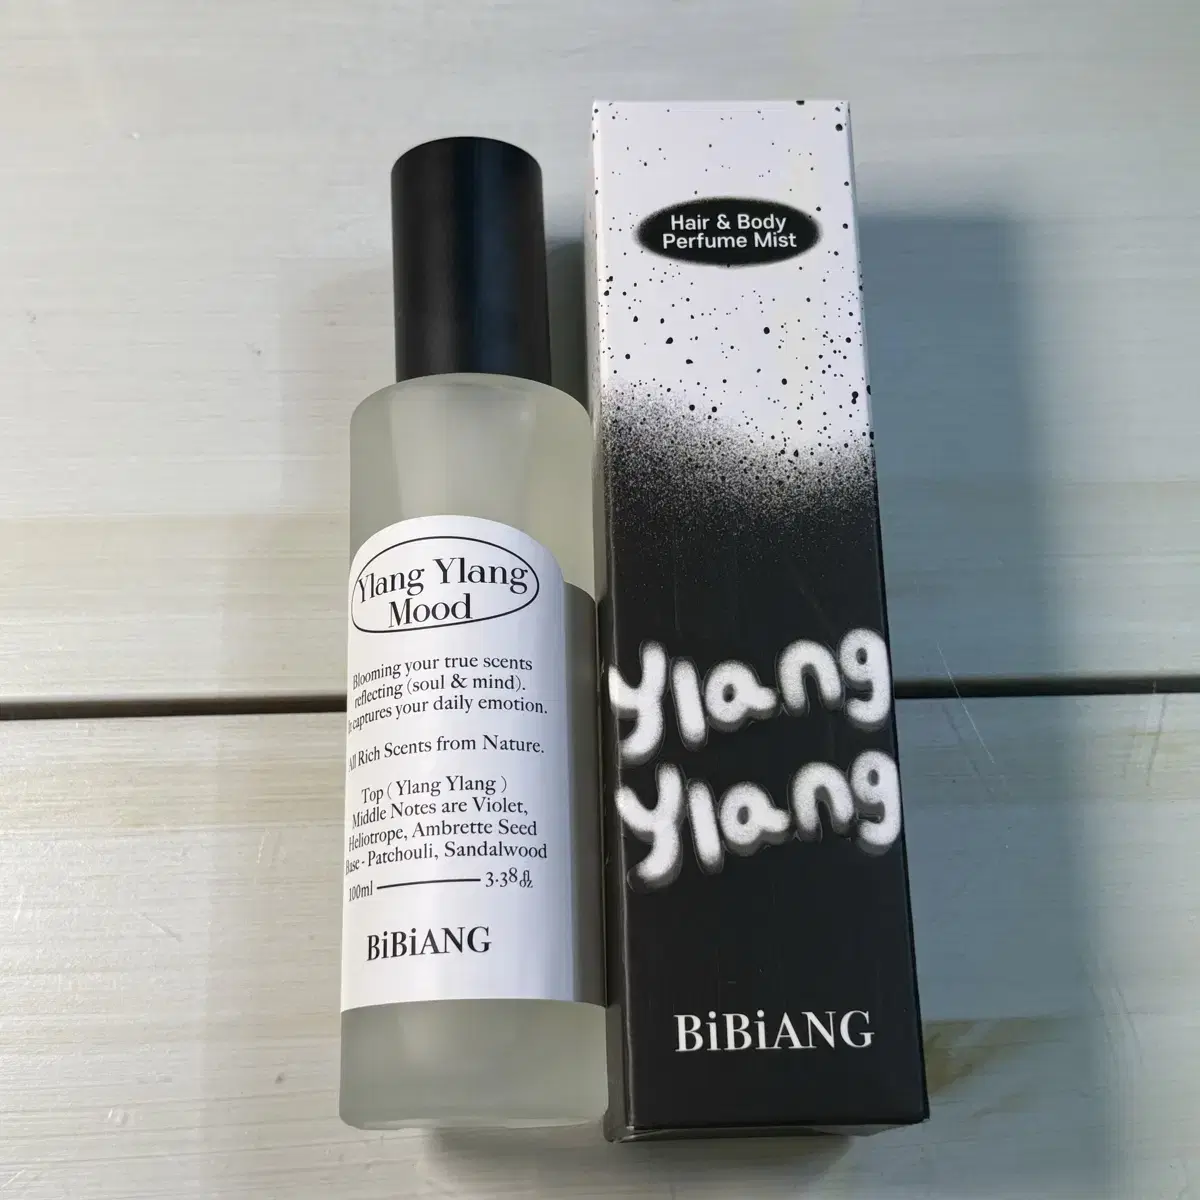 Ylang Ylang
Mood
Blooming your true scents
reflecting (soul & mind).
It captures your daily emotion.
All Rich Scents from Nature.
Top ( Ylang Ylang )
Middle Notes are Violet,
Heliotrope, Ambrette Seed
Base - Patchouli, Sandalwood
100ml 3.38 fl
BiBiANG
Hair & Body
Perfume Mist
ylang
ylang
BiBiANG